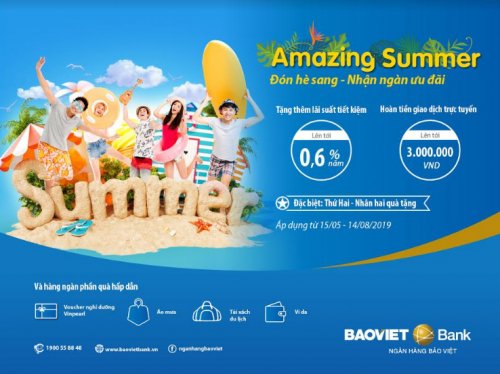 Amazing Summer
Đón hè sang - Nhận ngàn ưu đãi
Tặng thêm lãi suất tiết kiệm
Lên tới
0,6 %
năm
Hoàn tiền giao dịch trực tuyến
Lên tới
3.000.000
VND
Đặc biệt: Thứ Hai - Nhân hai quà tặng
Áp dụng từ 15/05 - 14/08/2019
Summer
Và hàng ngàn phần quà hấp dẫn
Voucher nghỉ dưỡng
Vinpearl
Áo mưa
Túi xách
du lịch
Ví da
1900 55 88 48
www.baovietbank.vn
nganhangbaoviet
BAOVIET Bank
NGÂN HÀNG BẢO VIỆT